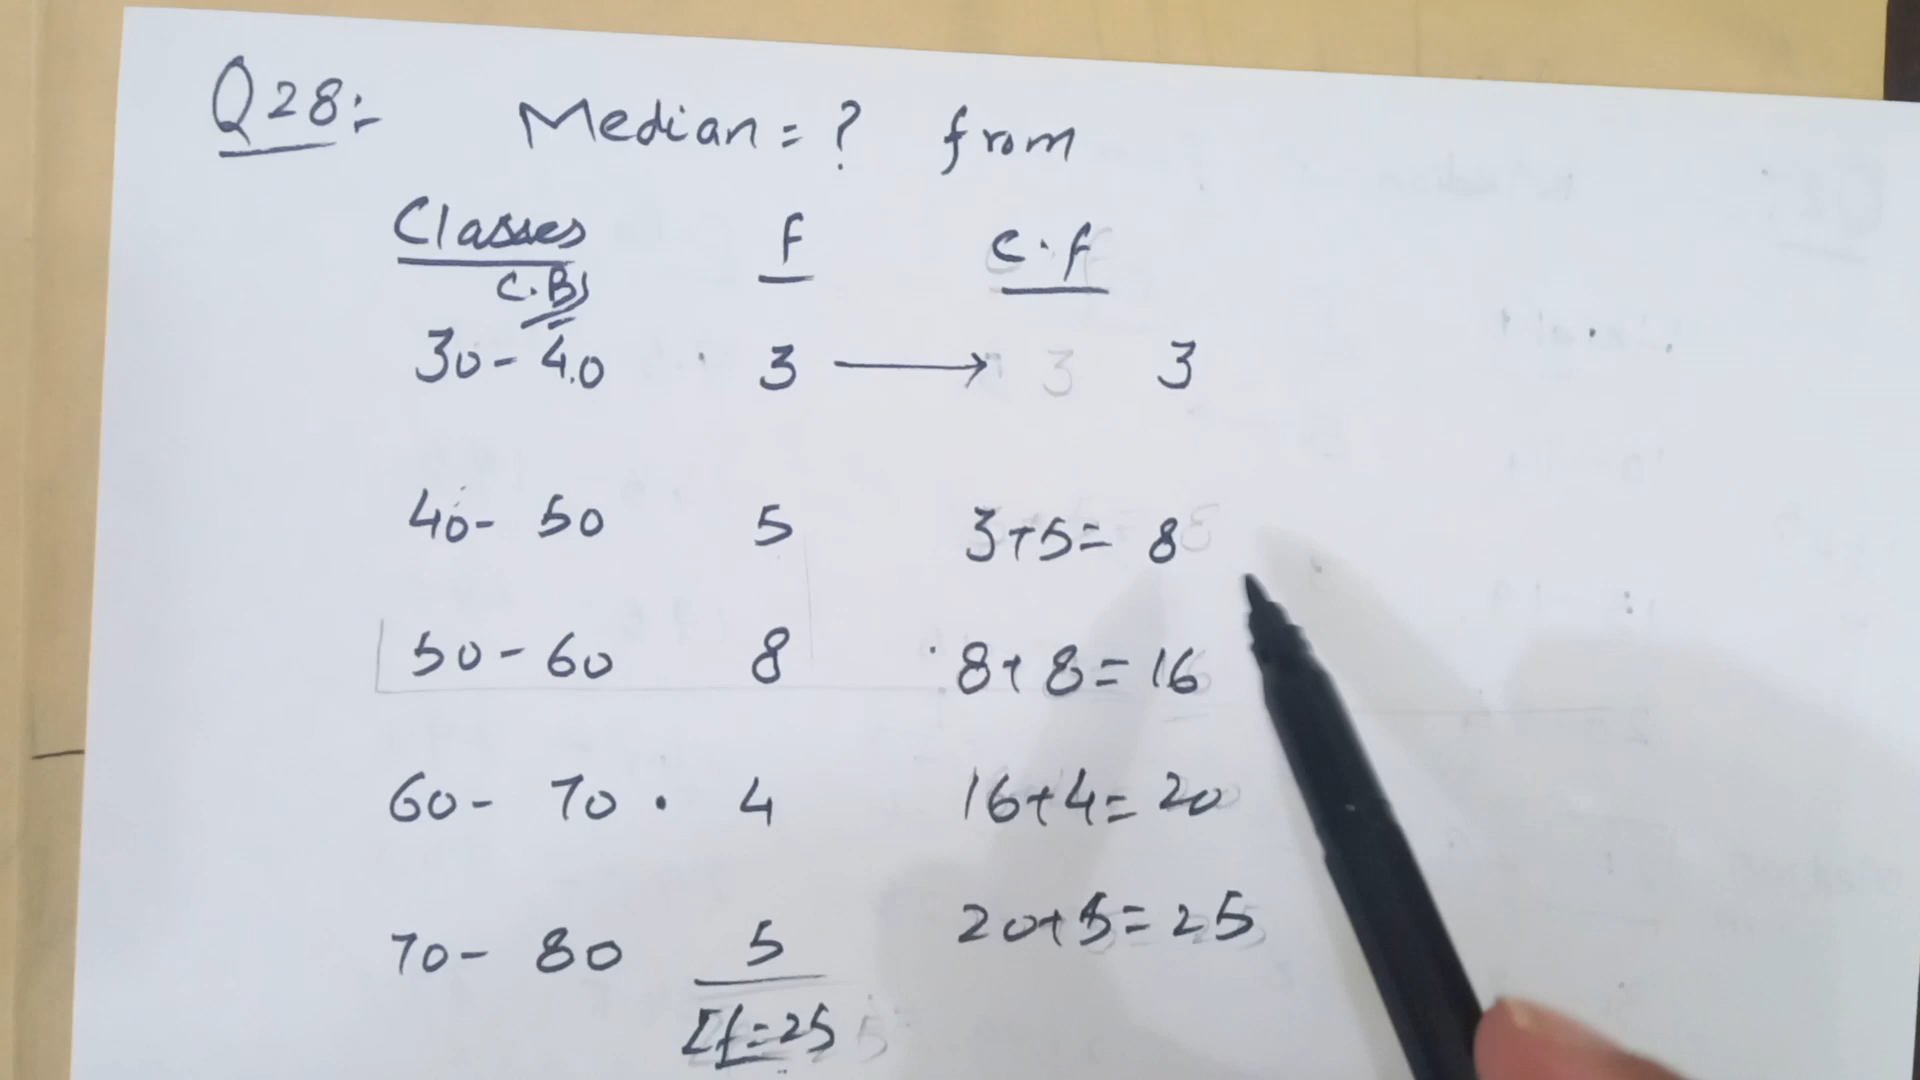 Q28:-
Median = ? from
Classes f c.f
C.Bs
30-40 3 → 3
40-50 5 3+5= 8
50-60 8 8+8=16
60-70 4 16+4=20
70-80 5 20+5=25
Σf=25